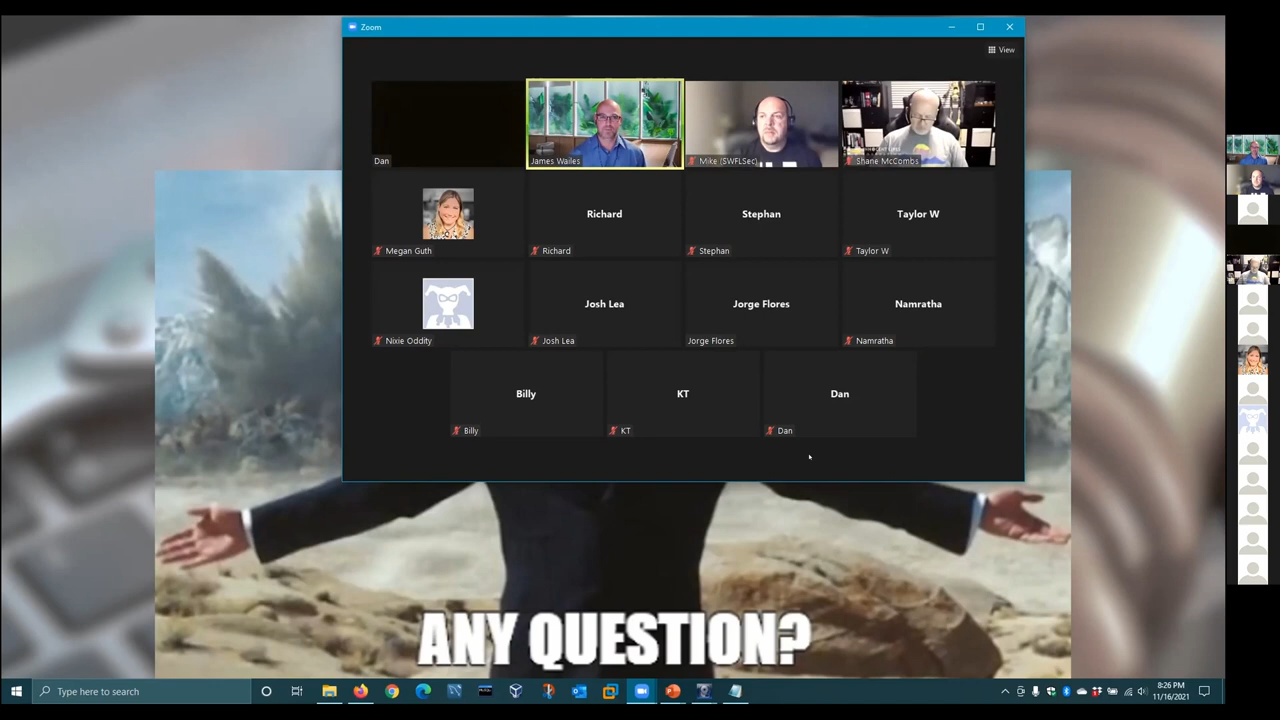 Zoom
View
Dan
James Wailes
Mike (SWFLSec)
Shane McCombs
Richard
Stephan
Taylor W
Megan Guth
Richard
Stephan
Taylor W
Josh Lea
Jorge Flores
Namratha
Nixie Oddity
Josh Lea
Jorge Flores
Namratha
Billy
KT
Dan
Billy
KT
Dan
ANY QUESTION?
Type here to search
8:26 PM
11/16/2021